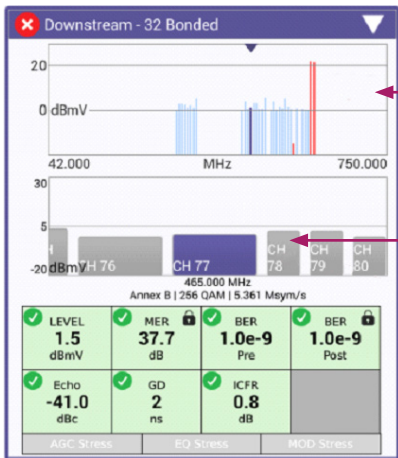 Downstream - 32 Bonded
20
0 dBmV
42.000 MHz 750.000
30
5
-20 dBmV
CH 76 CH 77 CH 78 CH 79 CH 80
465.000 MHz
Annex B | 256 QAM | 5.361 Msym/s
LEVEL MER BER BER
1.5 37.7 1.0e-9 1.0e-9
dBmV dB Pre Post
Echo GD ICFR
-41.0 2 0.8
dBc ns dB
AGC Stress EQ Stress MOD Stress